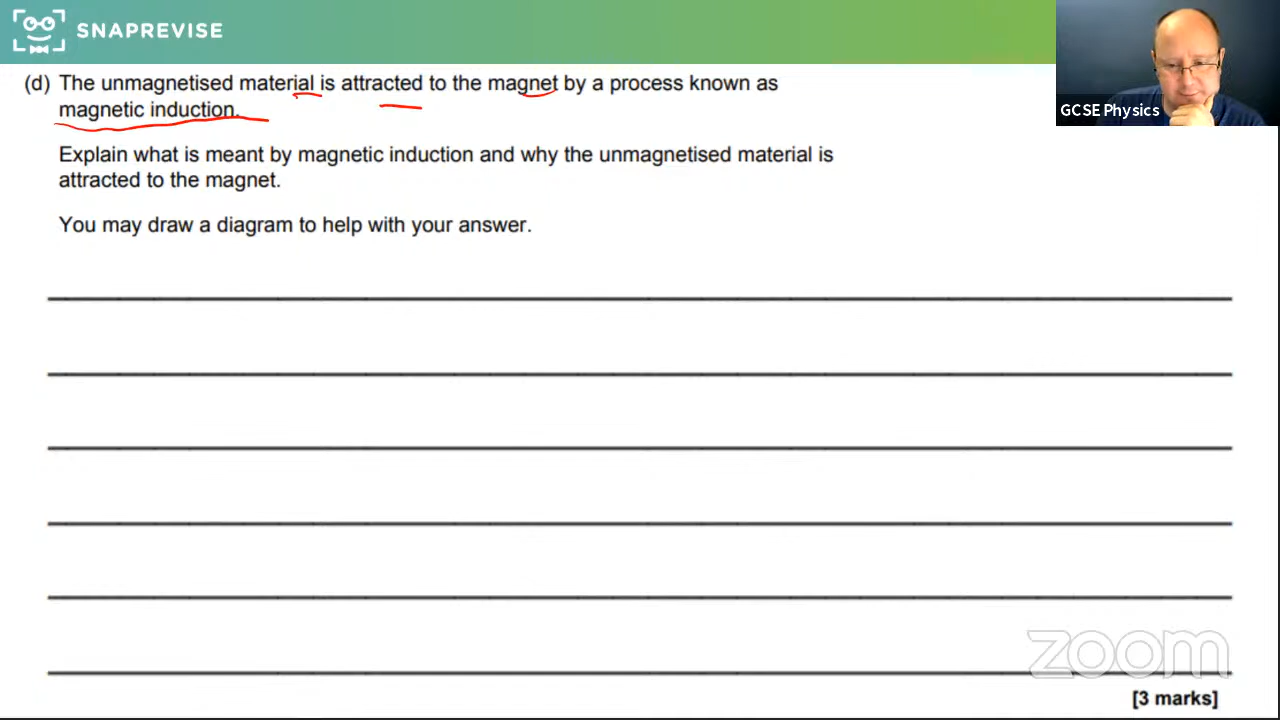 SNAPREVISE
(d) The unmagnetised material is attracted to the magnet by a process known as
magnetic induction.
GCSE Physics
Explain what is meant by magnetic induction and why the unmagnetised material is
attracted to the magnet.
You may draw a diagram to help with your answer.
zoom
[3 marks]